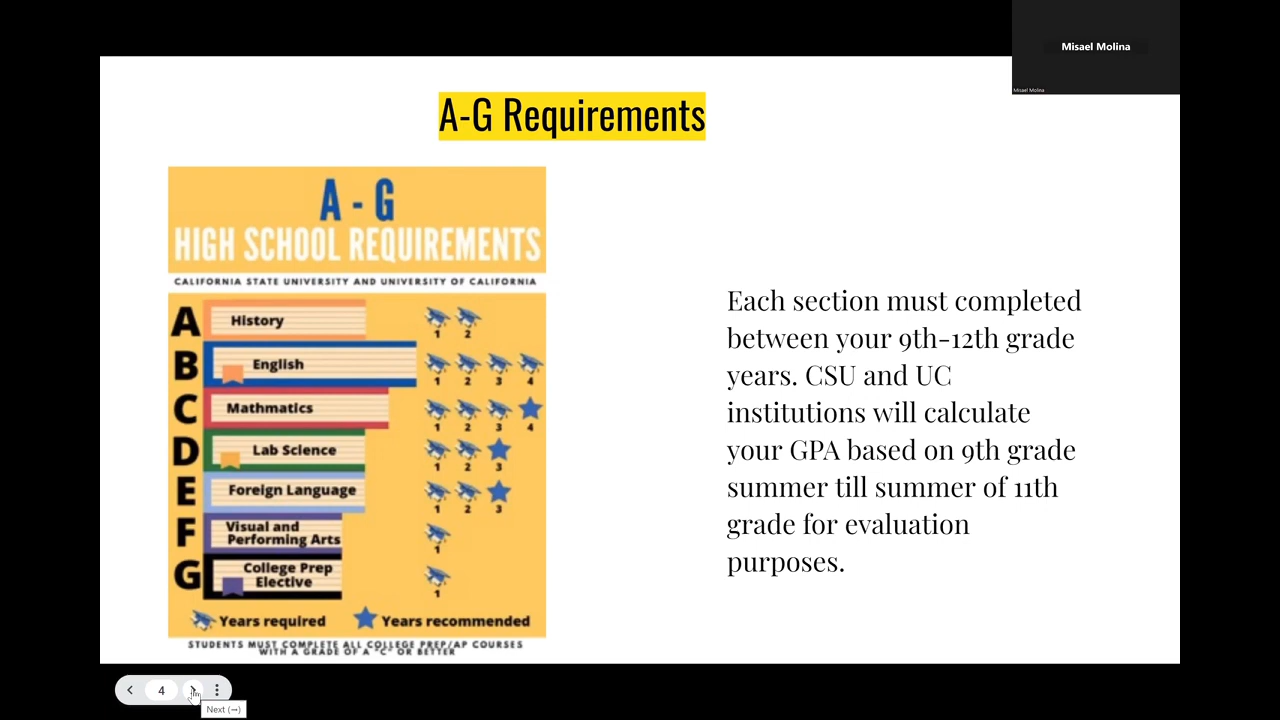 Misael Molina
Misael Molina
A-G Requirements
A - G
HIGH SCHOOL REQUIREMENTS
CALIFORNIA STATE UNIVERSITY AND UNIVERSITY OF CALIFORNIA
A History 1 2
B English 1 2 3 4
C Mathmatics 1 2 3 4
D Lab Science 1 2 3
E Foreign Language 1 2 3
F Visual and
Performing Arts 1
G College Prep
Elective 1
Years required Years recommended
STUDENTS MUST COMPLETE ALL COLLEGE PREP/AP COURSES
WITH A GRADE OF A "C" OR BETTER
Each section must completed
between your 9th-12th grade
years. CSU and UC
institutions will calculate
your GPA based on 9th grade
summer till summer of 11th
grade for evaluation
purposes.
4
Next (→)